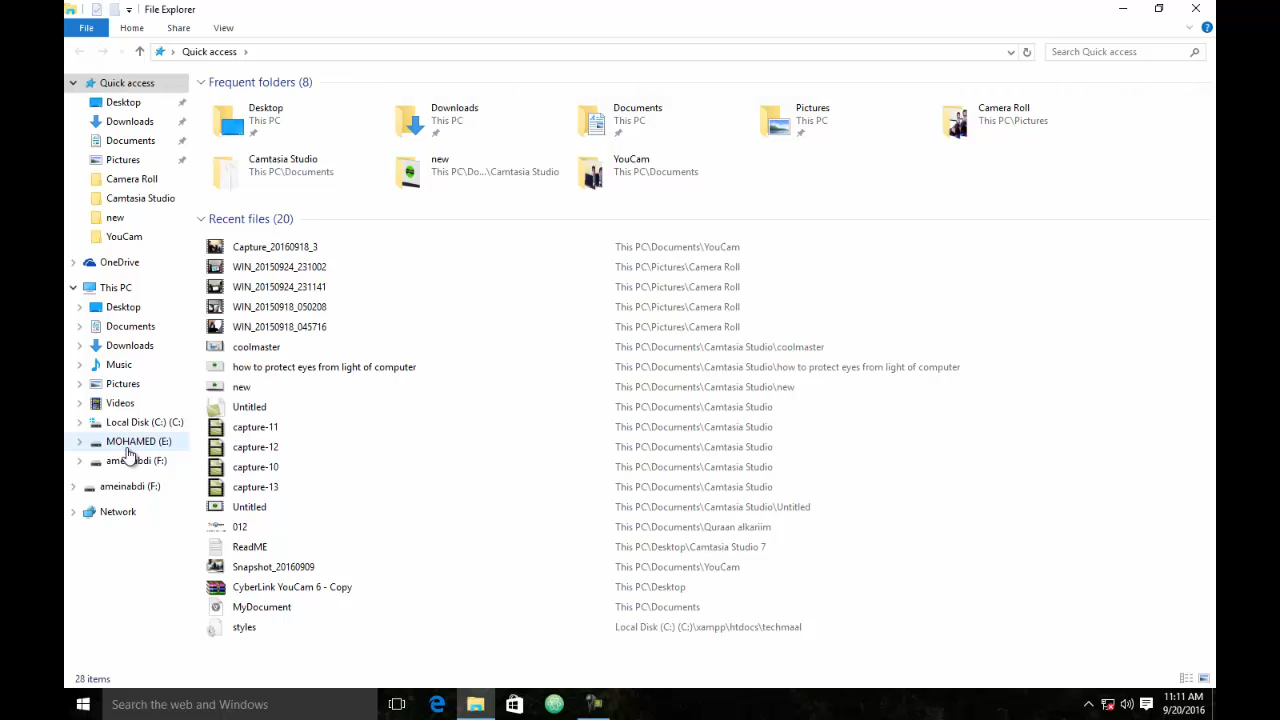 File Explorer
File Home Share View
Quick access
Search Quick access
Quick access
Desktop
Downloads
Documents
Pictures
Camera Roll
Camtasia Studio
new
YouCam
OneDrive
This PC
Desktop
Documents
Downloads
Music
Pictures
Videos
Local Disk (C:) (C:)
MOHAMED (E:)
ameinabdi (F:)
ameinabdi (F:)
Network
Frequent folders (8)
Desktop
This PC
Downloads
This PC
Documents
This PC
Pictures
This PC
Camera Roll
This PC\Pictures
Camtasia Studio
This PC\Documents
new
This PC\Do...\Camtasia Studio
YouCam
This PC\Documents
Recent files (20)
Capture_20160918_3 This PC\Documents\YouCam
WIN_20150924_231002 This PC\Pictures\Camera Roll
WIN_20150924_231141 This PC\Pictures\Camera Roll
WIN_20150918_050208 This PC\Pictures\Camera Roll
WIN_20150918_045716 This PC\Pictures\Camera Roll
coolmaster This PC\Documents\Camtasia Studio\coolmaster
how to protect eyes from light of computer This PC\Documents\Camtasia Studio\how to protect eyes from light of computer
new This PC\Documents\Camtasia Studio\new
Untitled This PC\Documents\Camtasia Studio
capture-11 This PC\Documents\Camtasia Studio
capture-12 This PC\Documents\Camtasia Studio
capture-10 This PC\Documents\Camtasia Studio
capture-13 This PC\Documents\Camtasia Studio
Untitled This PC\Documents\Camtasia Studio\Untitled
012 This PC\Documents\Quraan alkariim
ReadME This PC\Desktop\Camtasia Studio 7
Snapshot_20160909 This PC\Documents\YouCam
CyberLink YouCam 6 - Copy This PC\Desktop
MyDocument This PC\Documents
styles Local Disk (C:) (C:)\xampp\htdocs\techmaal
28 items
Search the web and Windows
11:11 AM
9/20/2016